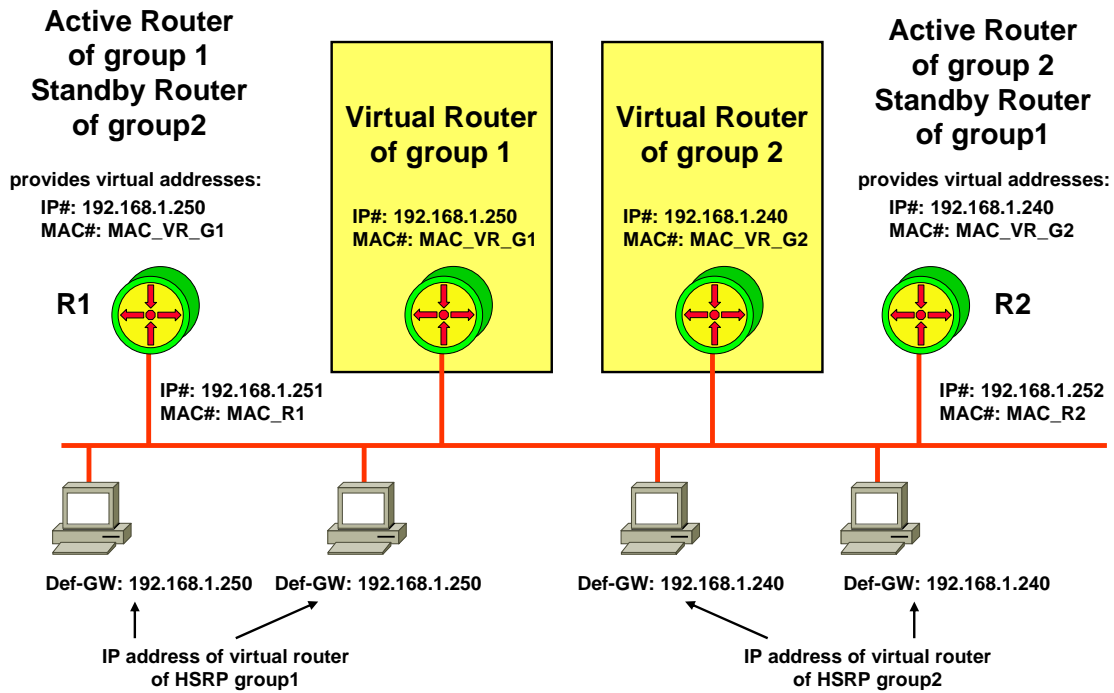 Active Router
of group 1
Standby Router
of group2
provides virtual addresses:
IP#: 192.168.1.250
MAC#: MAC_VR_G1
R1
IP#: 192.168.1.251
MAC#: MAC_R1
Virtual Router
of group 1
IP#: 192.168.1.250
MAC#: MAC_VR_G1
Virtual Router
of group 2
IP#: 192.168.1.240
MAC#: MAC_VR_G2
Active Router
of group 2
Standby Router
of group1
provides virtual addresses:
IP#: 192.168.1.240
MAC#: MAC_VR_G2
R2
IP#: 192.168.1.252
MAC#: MAC_R2
Def-GW: 192.168.1.250
Def-GW: 192.168.1.250
Def-GW: 192.168.1.240
Def-GW: 192.168.1.240
IP address of virtual router
of HSRP group1
IP address of virtual router
of HSRP group2